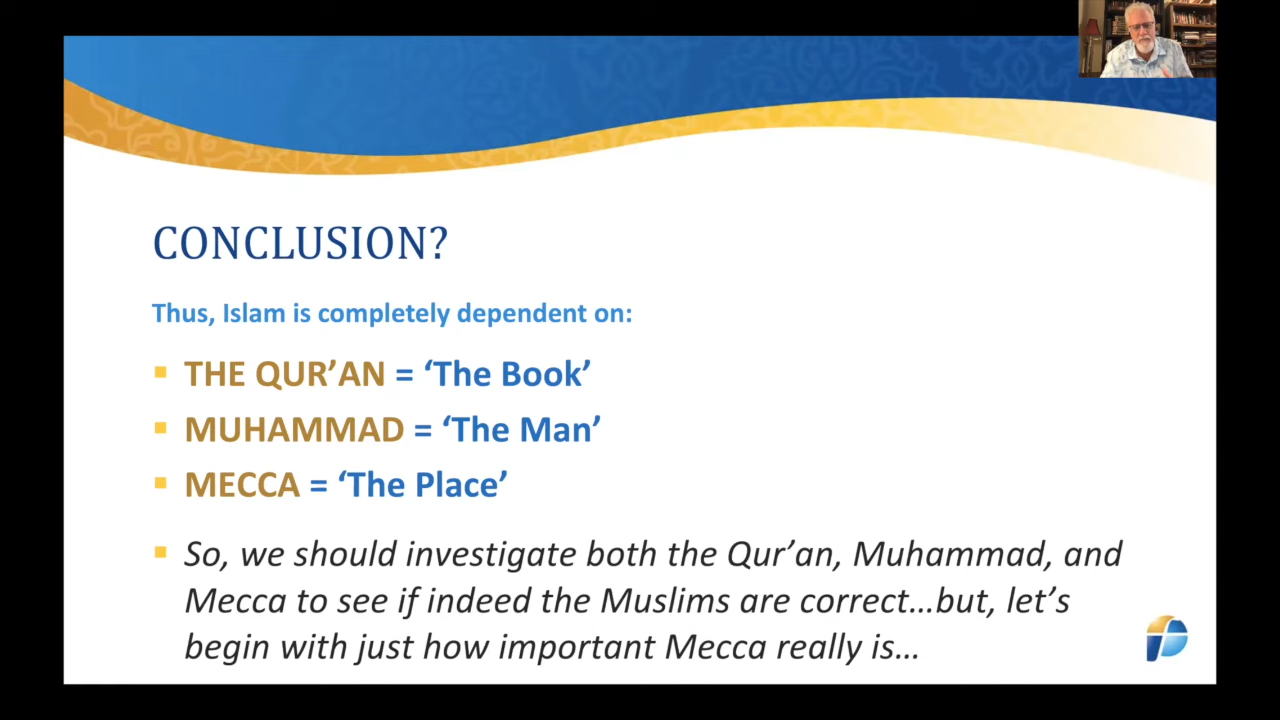 CONCLUSION?
Thus, Islam is completely dependent on:
▪ THE QUR’AN = ‘The Book’
▪ MUHAMMAD = ‘The Man’
▪ MECCA = ‘The Place’
▪ So, we should investigate both the Qur’an, Muhammad, and
Mecca to see if indeed the Muslims are correct…but, let’s
begin with just how important Mecca really is…